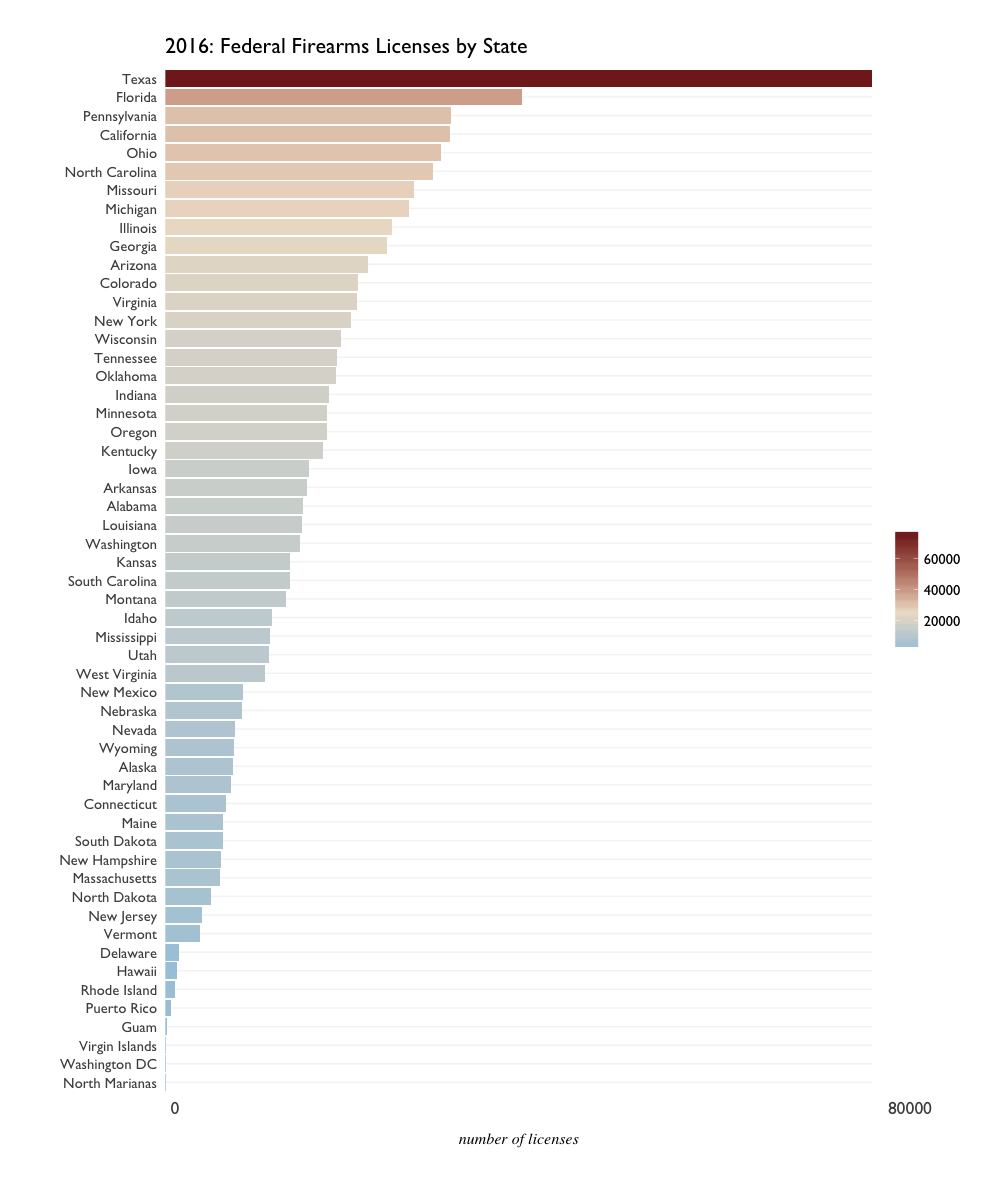 2016: Federal Firearms Licenses by State
Texas
Florida
Pennsylvania
California
Ohio
North Carolina
Missouri
Michigan
Illinois
Georgia
Arizona
Colorado
Virginia
New York
Wisconsin
Tennessee
Oklahoma
Indiana
Minnesota
Oregon
Kentucky
Iowa
Arkansas
Alabama
Louisiana
Washington
Kansas
South Carolina
Montana
Idaho
Mississippi
Utah
West Virginia
New Mexico
Nebraska
Nevada
Wyoming
Alaska
Maryland
Connecticut
Maine
South Dakota
New Hampshire
Massachusetts
North Dakota
New Jersey
Vermont
Delaware
Hawaii
Rhode Island
Puerto Rico
Guam
Virgin Islands
Washington DC
North Marianas
0 80000
number of licenses
60000
40000
20000